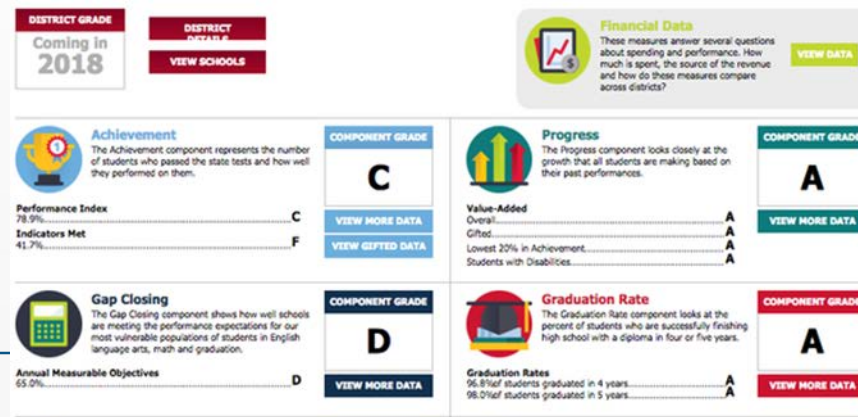 DISTRICT GRADE
Coming in
2018
DISTRICT
DETAILS
VIEW SCHOOLS
Financial Data
These measures answer several questions
about spending and performance. How
much is spent, the source of the revenue
and how do these measures compare
across districts?
VIEW DATA
Achievement
The Achievement component represents the number
of students who passed the state tests and how well
they performed on them.
COMPONENT GRADE
C
Performance Index
78.9% C
Indicators Met
41.7% F
VIEW MORE DATA
VIEW GIFTED DATA
Progress
The Progress component looks closely at the
growth that all students are making based on
their past performances.
COMPONENT GRADE
A
Value-Added
Overall A
Gifted A
Lowest 20% in Achievement A
Students with Disabilities A
VIEW MORE DATA
Gap Closing
The Gap Closing component shows how well schools
are meeting the performance expectations for our
most vulnerable populations of students in English
language arts, math and graduation.
COMPONENT GRADE
D
Annual Measurable Objectives
65.0% D
VIEW MORE DATA
Graduation Rate
The Graduation Rate component looks at the
percent of students who are successfully finishing
high school with a diploma in four or five years.
COMPONENT GRADE
A
Graduation Rates
96.8%of students graduated in 4 years A
98.0%of students graduated in 5 years A
VIEW MORE DATA